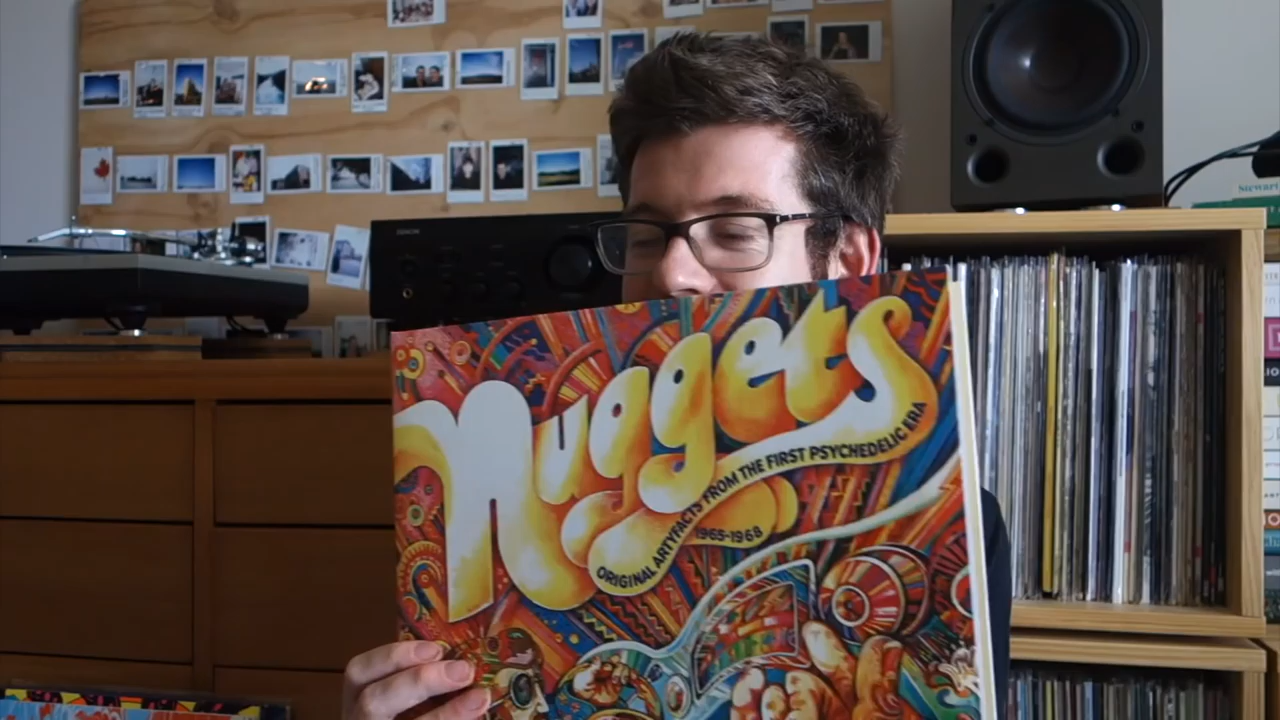 DENON
Stewart
Nuggets
ORIGINAL ARTYFACTS FROM THE FIRST PSYCHEDELIC ERA
1965-1968